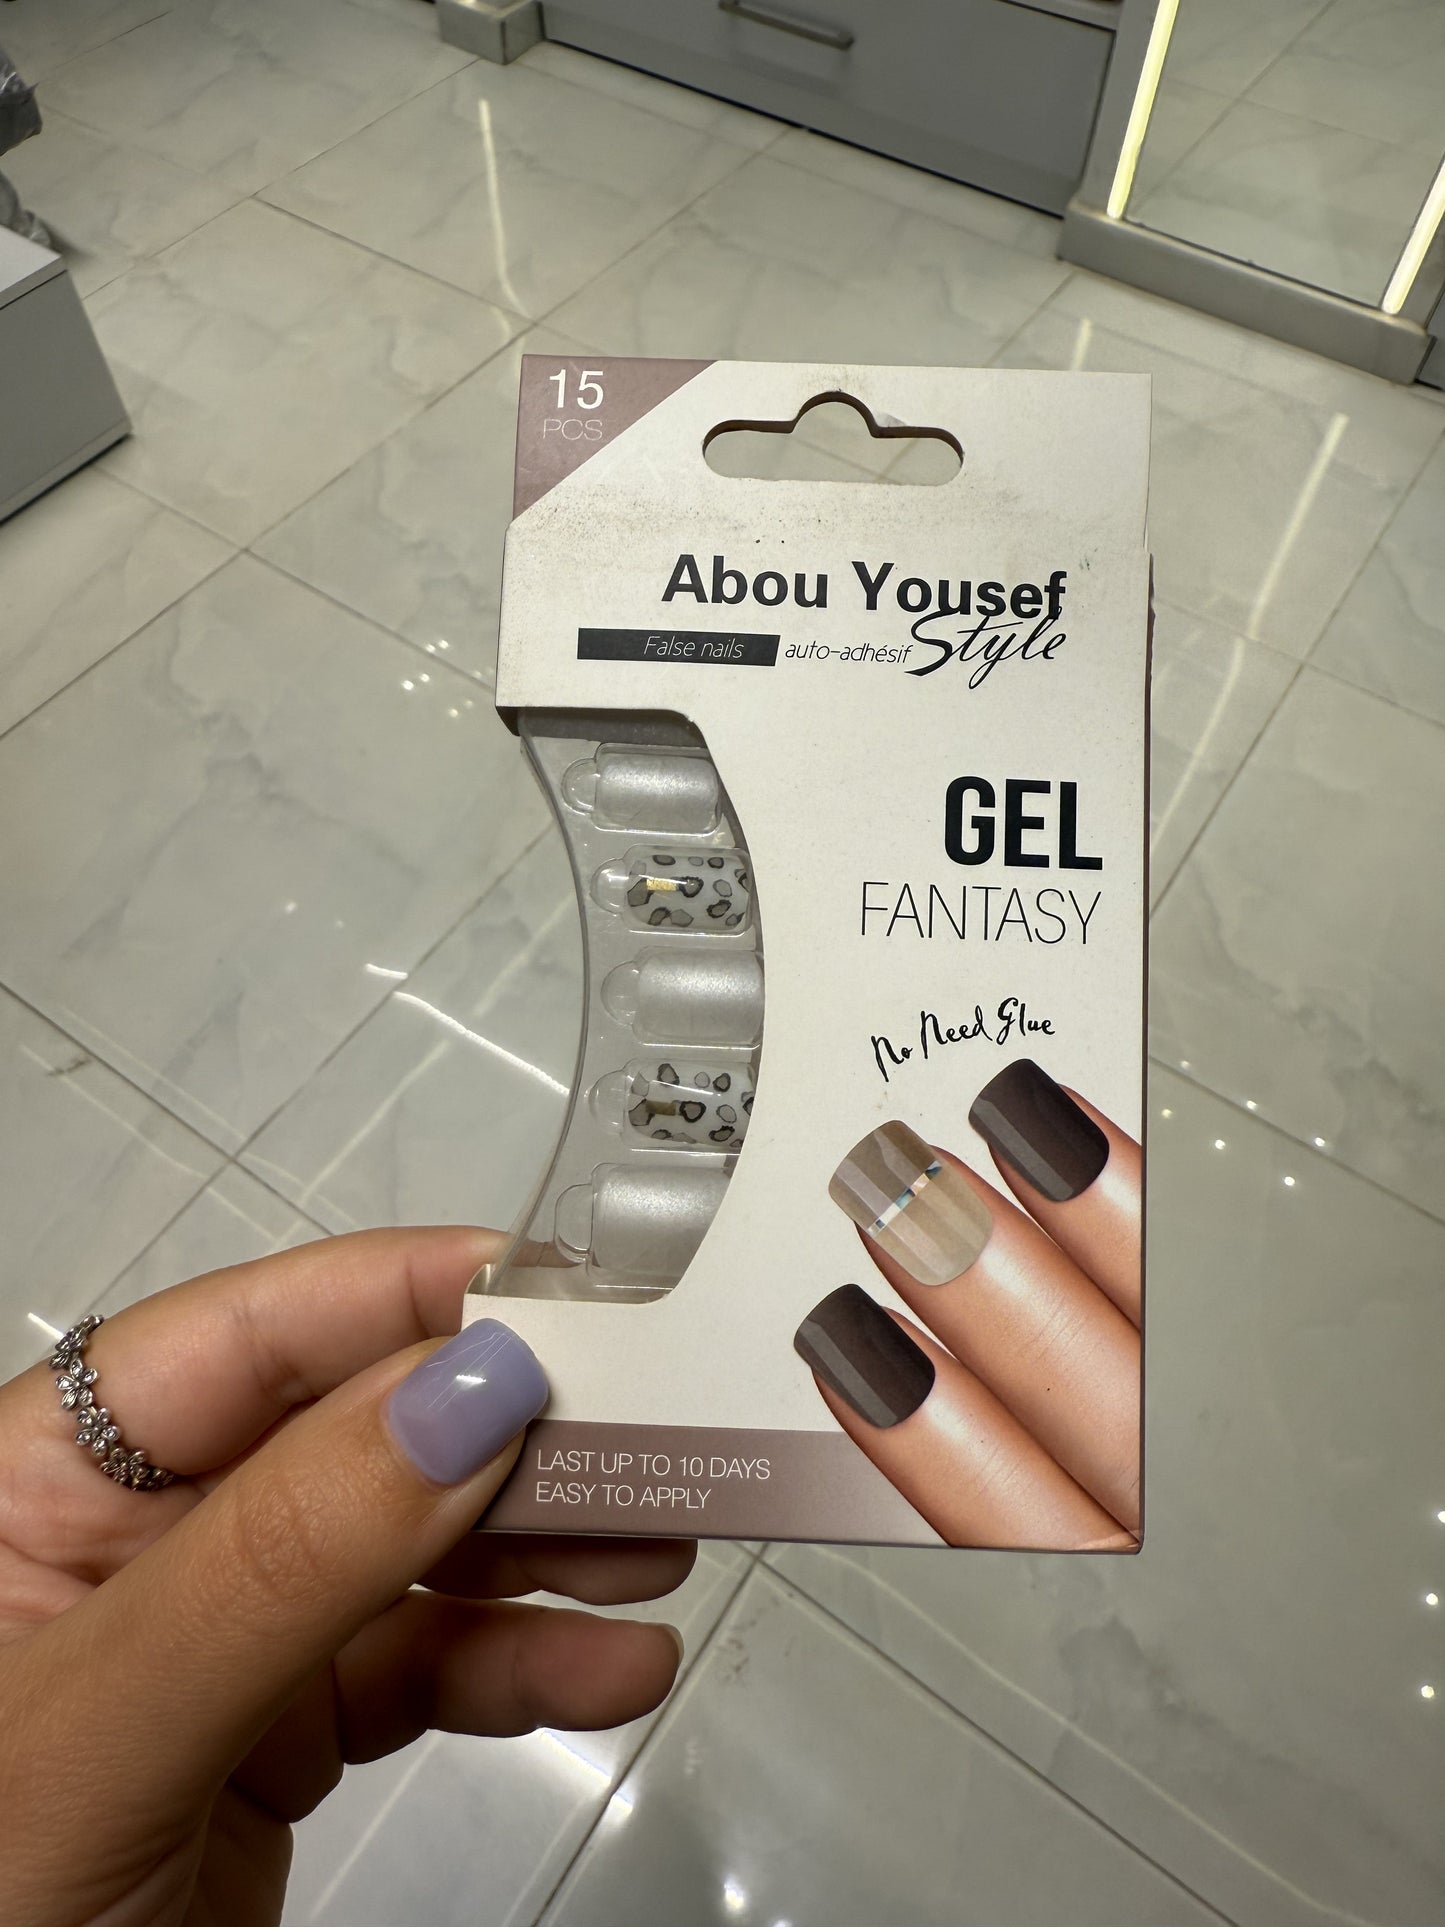 15
PCS
Abou Yousef
Style
False nails auto-adhésif
GEL
FANTASY
No Need Glue
LAST UP TO 10 DAYS
EASY TO APPLY